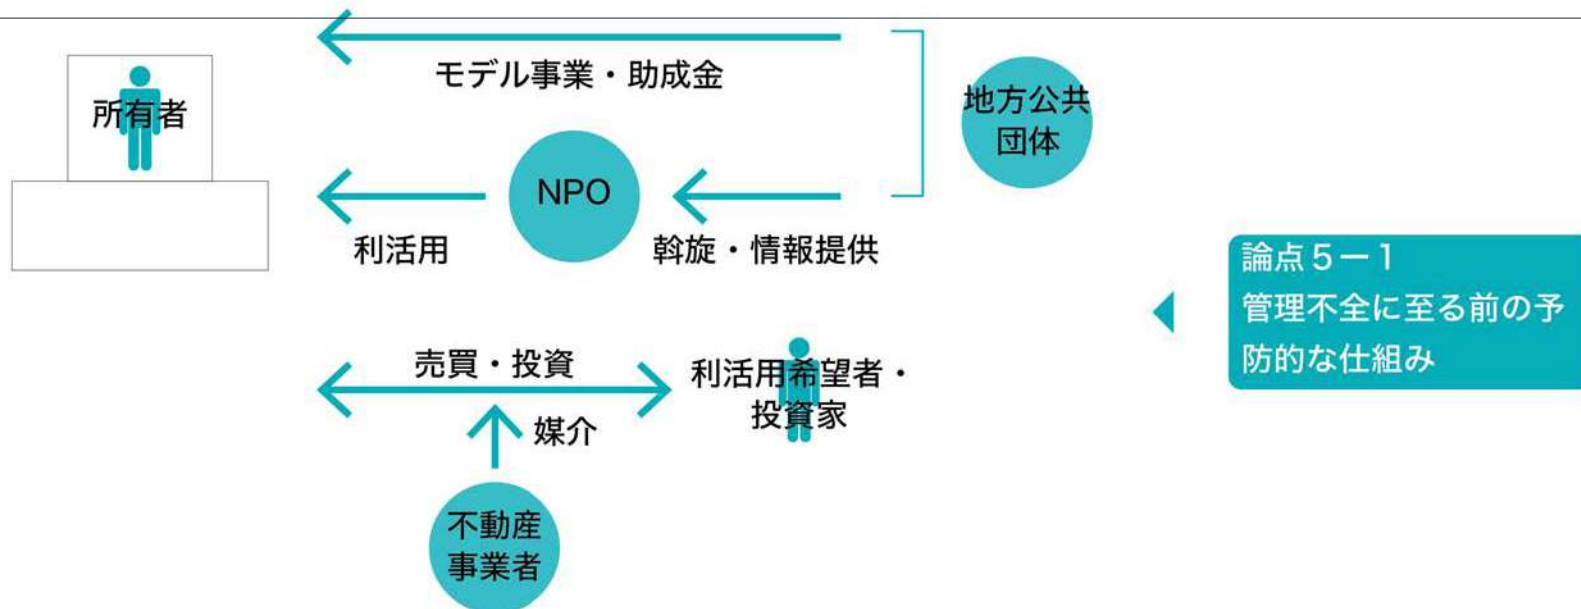 モデル事業・助成金
所有者
地方公共
団体
NPO
利活用
斡旋・情報提供
論点5ー1
管理不全に至る前の予
防的な仕組み
売買・投資
利活用希望者・
投資家
媒介
不動産
事業者